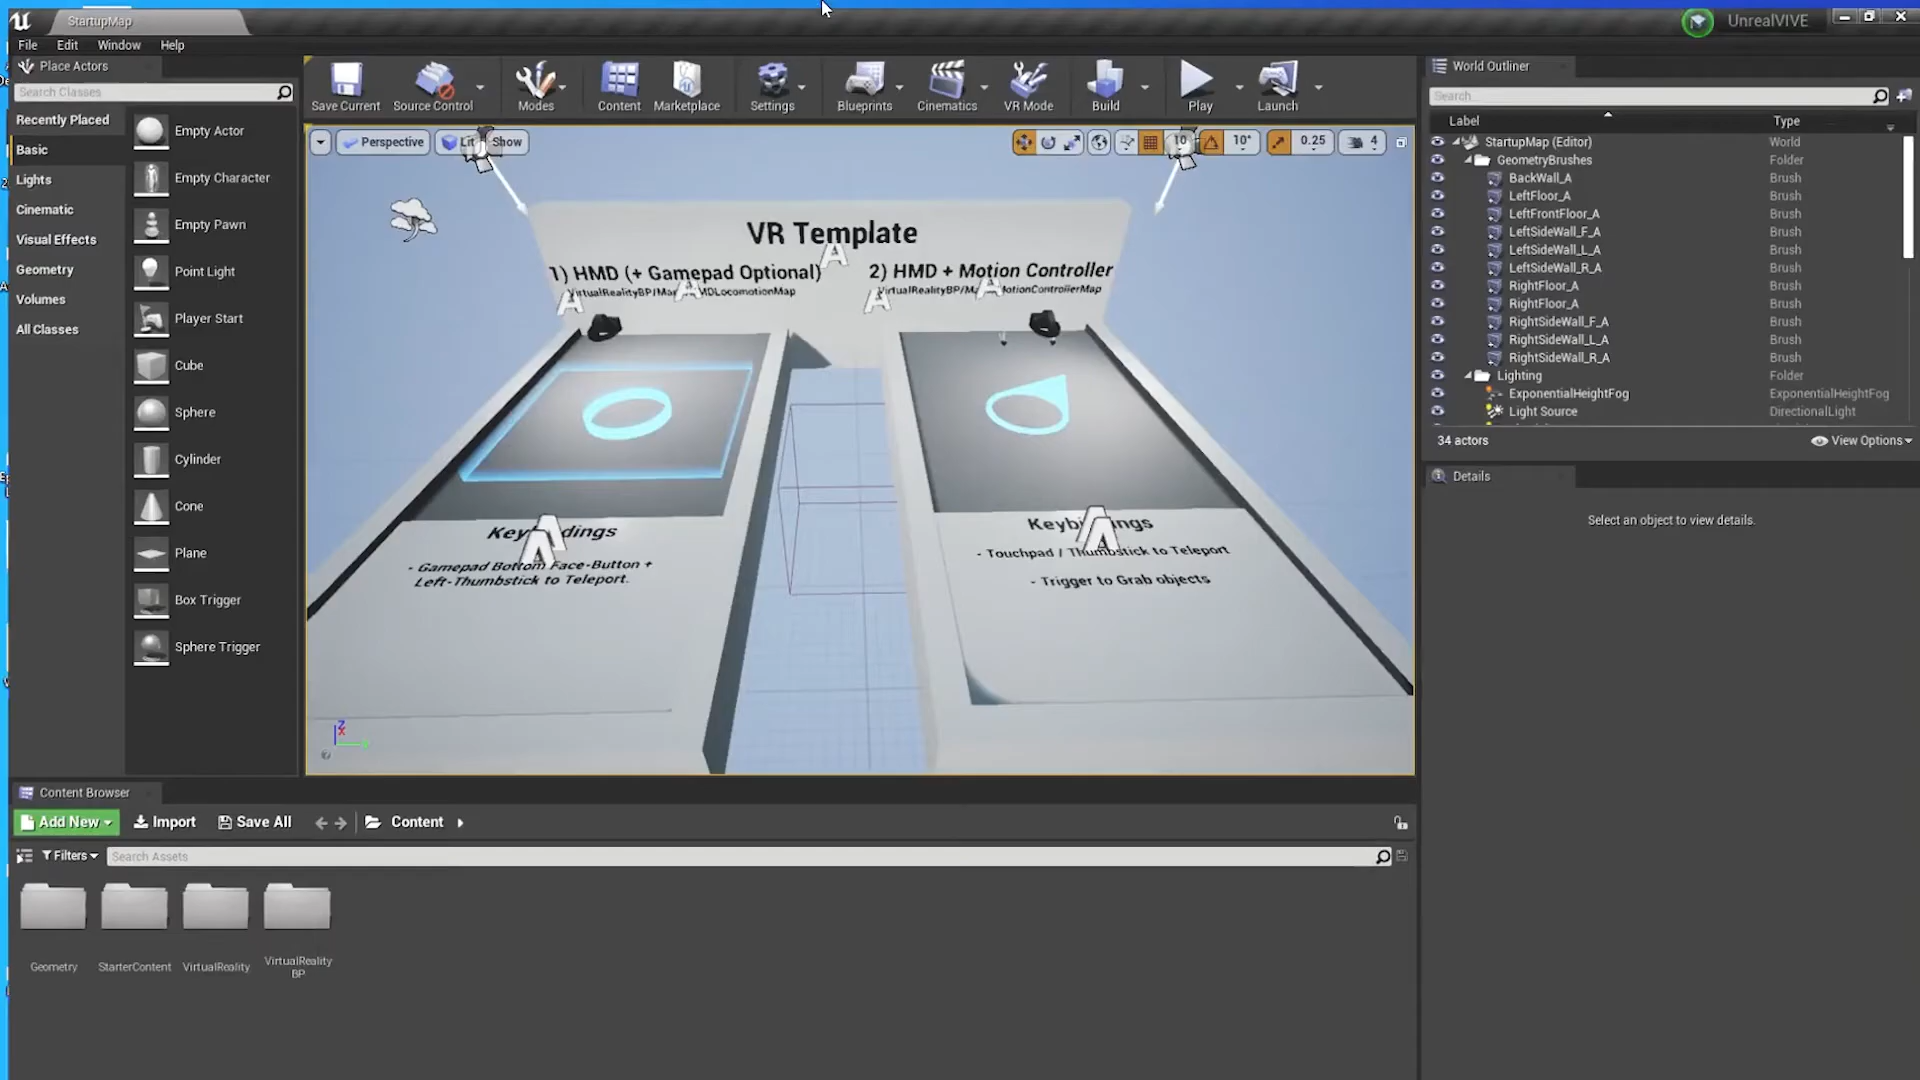 StartupMap
UnrealVIVE
File Edit Window Help
Place Actors
Search Classes
Recently Placed
Basic
Lights
Cinematic
Visual Effects
Geometry
Volumes
All Classes
Empty Actor
Empty Character
Empty Pawn
Point Light
Player Start
Cube
Sphere
Cylinder
Cone
Plane
Box Trigger
Sphere Trigger
Save Current Source Control Modes Content Marketplace Settings Blueprints Cinematics VR Mode Build Play Launch
Perspective Lit Show 10 10° 0.25 4
VR Template
1) HMD (+ Gamepad Optional)
2) HMD + Motion Controller
Keybindings
- Gamepad Bottom Face-Button +
Left-Thumbstick to Teleport.
Keybindings
- Touchpad / Thumbstick to Teleport
- Trigger to Grab objects
Z
X
World Outliner
Search
Label Type
StartupMap (Editor) World
GeometryBrushes Folder
BackWall_A Brush
LeftFloor_A Brush
LeftFrontFloor_A Brush
LeftSideWall_F_A Brush
LeftSideWall_L_A Brush
LeftSideWall_R_A Brush
RightFloor_A Brush
RightFloor_A Brush
RightSideWall_F_A Brush
RightSideWall_L_A Brush
RightSideWall_R_A Brush
Lighting Folder
ExponentialHeightFog ExponentialHeightFog
Light Source DirectionalLight
34 actors View Options
Details
Select an object to view details.
Content Browser
Add New Import Save All Content
Filters Search Assets
Geometry StarterContent VirtualReality VirtualReality
BP